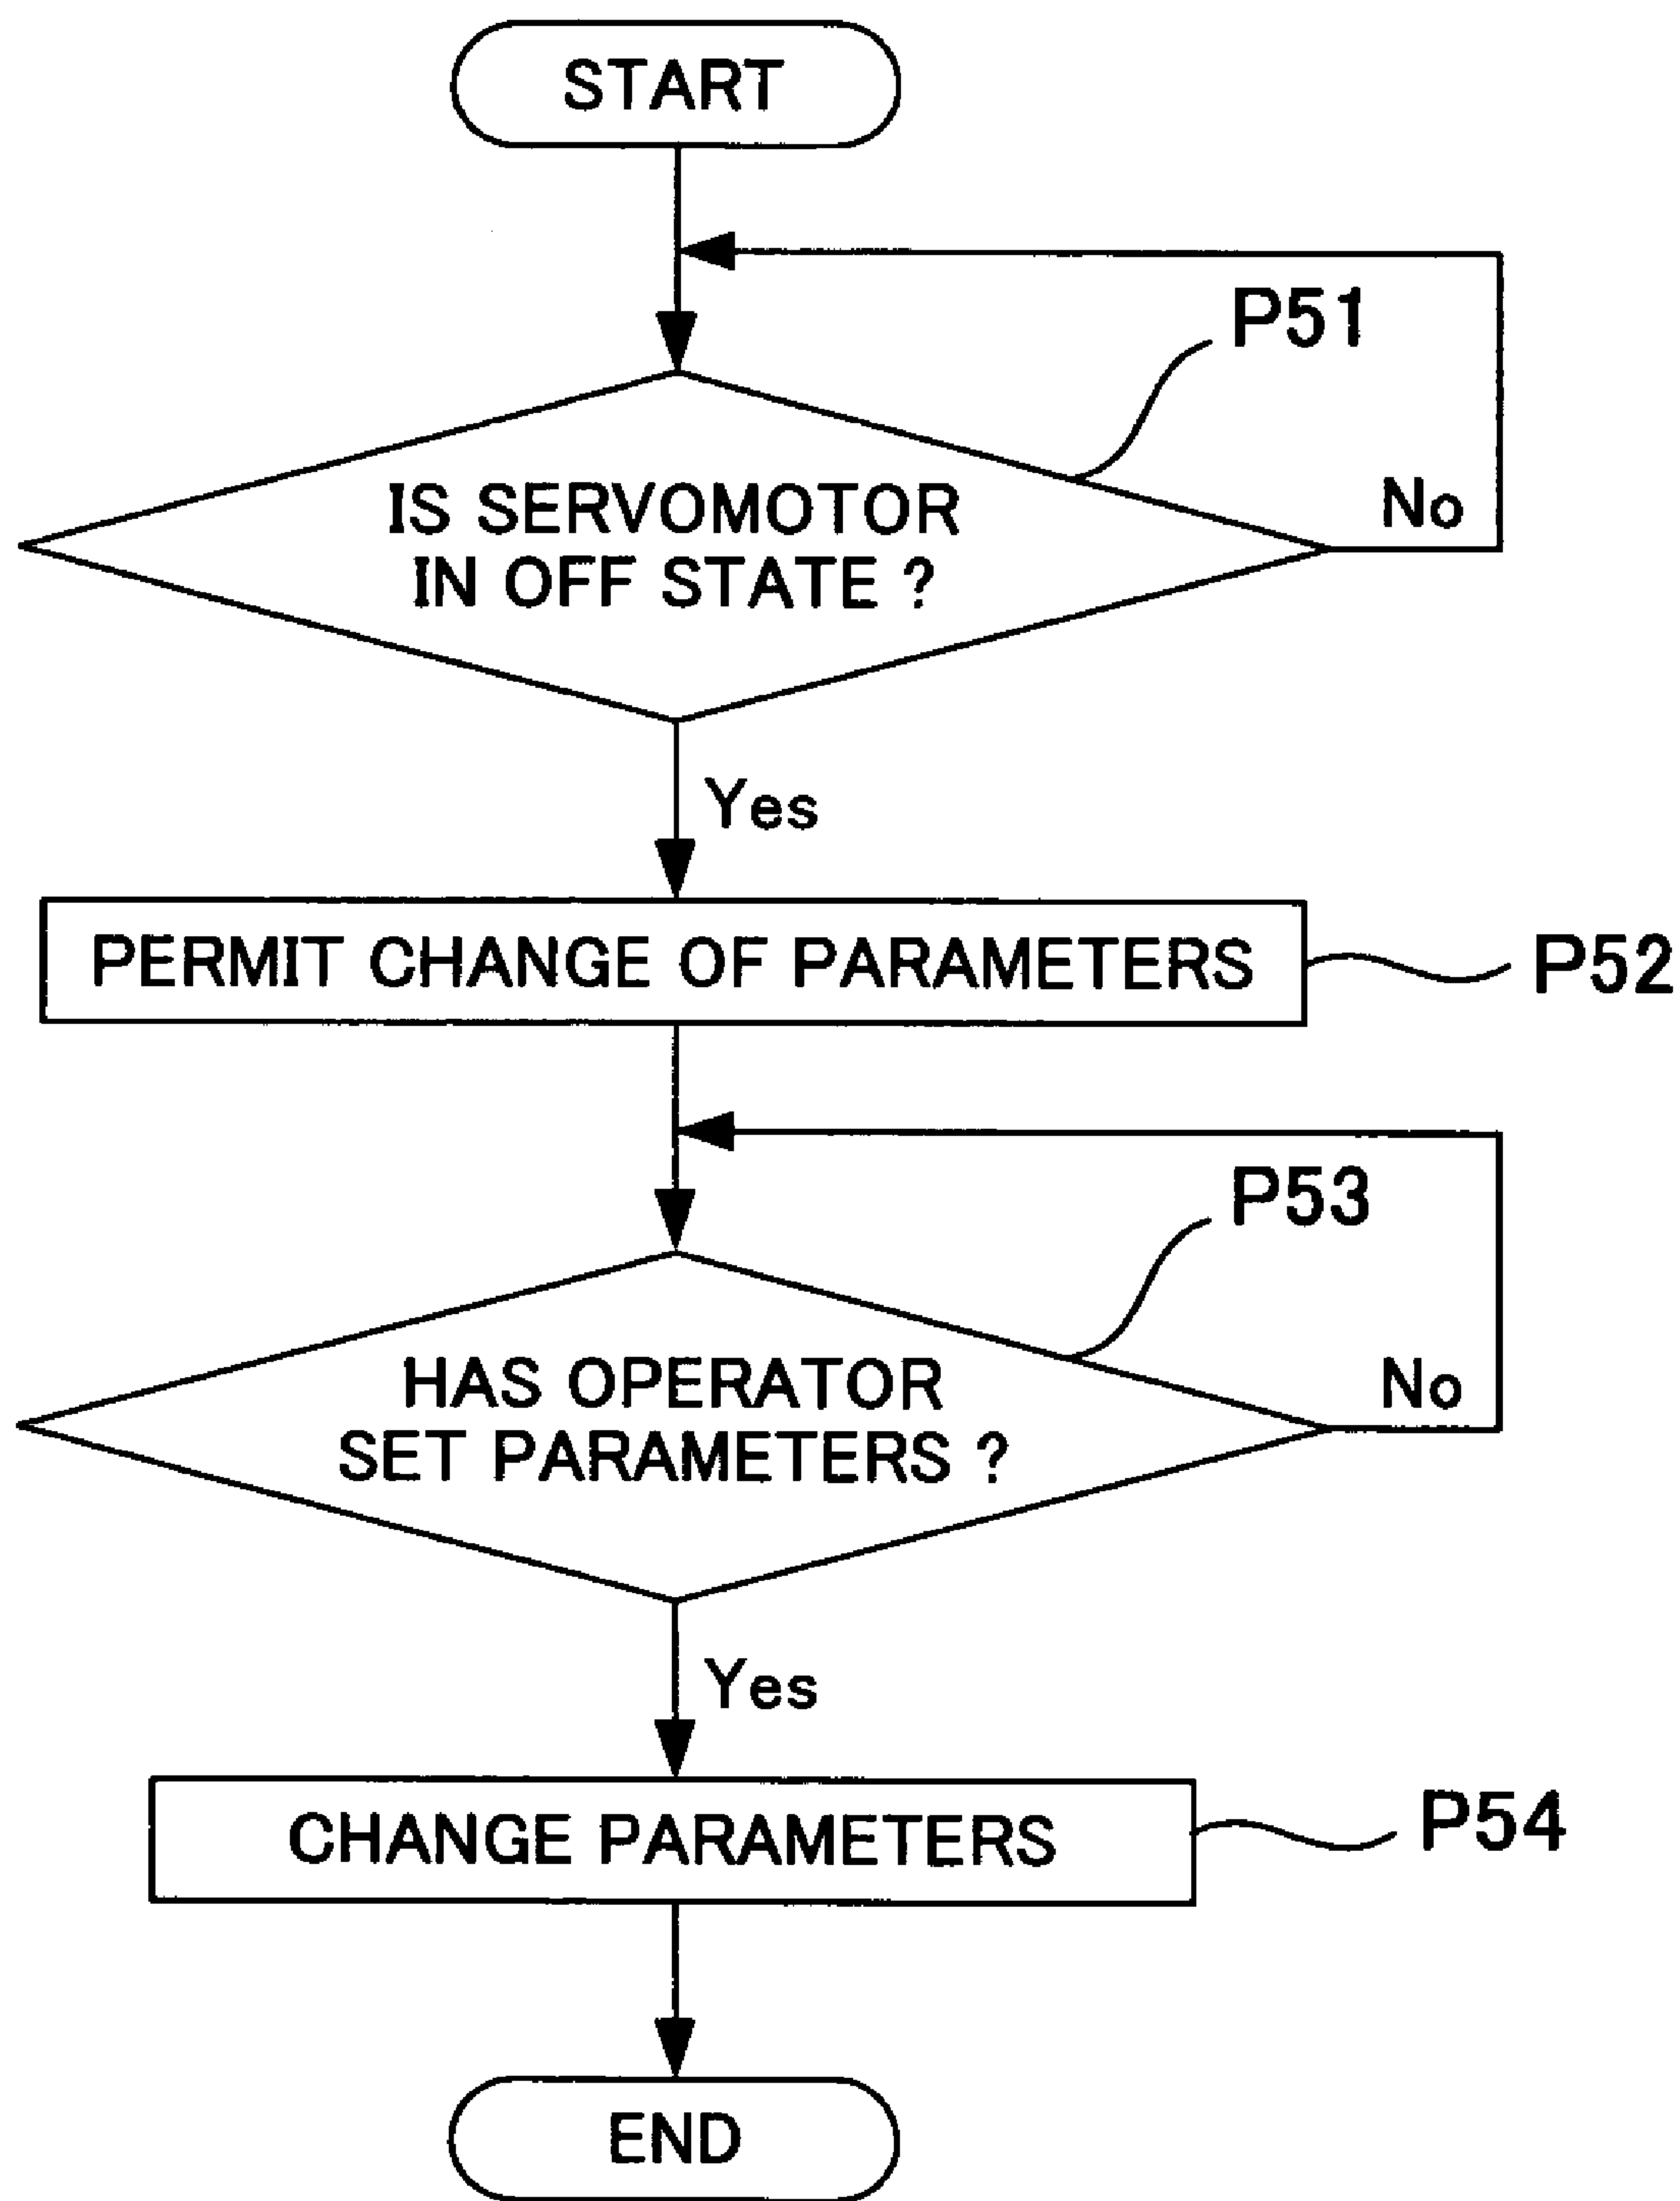 START
P51
IS SERVOMOTOR
IN OFF STATE ?
No
Yes
PERMIT CHANGE OF PARAMETERS
P52
P53
HAS OPERATOR
SET PARAMETERS ?
No
Yes
CHANGE PARAMETERS
P54
END